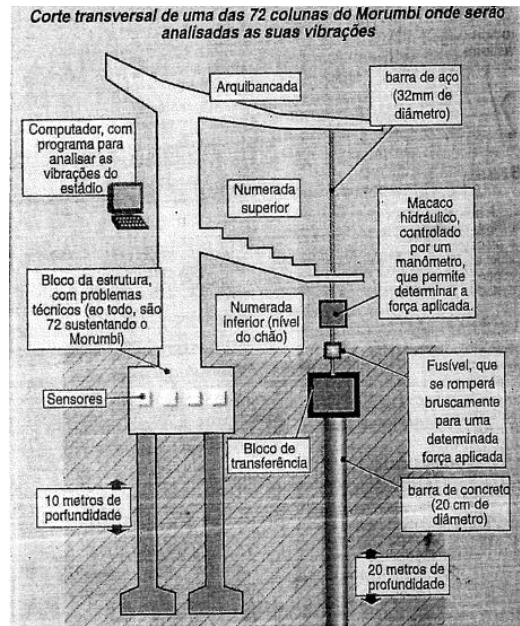 Corte transversal de uma das 72 colunas do Morumbi onde serão
analisadas as suas vibrações
Arquibancada
barra de aço
(32mm de
diâmetro)
Computador, com
programa para
analisar as
vibrações do
estádio
Numerada
superior
Macaco
hidráulico,
controlado
por um
manômetro,
que permite
determinar a
força aplicada.
Bloco da estrutura,
com problemas
técnicos (ao todo, são
72 sustentando o
Morumbi)
Numerada
inferior (nível
do chão)
Sensores
Fusível, que
se romperá
bruscamente
para uma
determinada
força aplicada
Bloco de
transferência
10 metros de
porfundidade
barra de concreto
(20 cm de
diâmetro)
20 metros de
profundidade